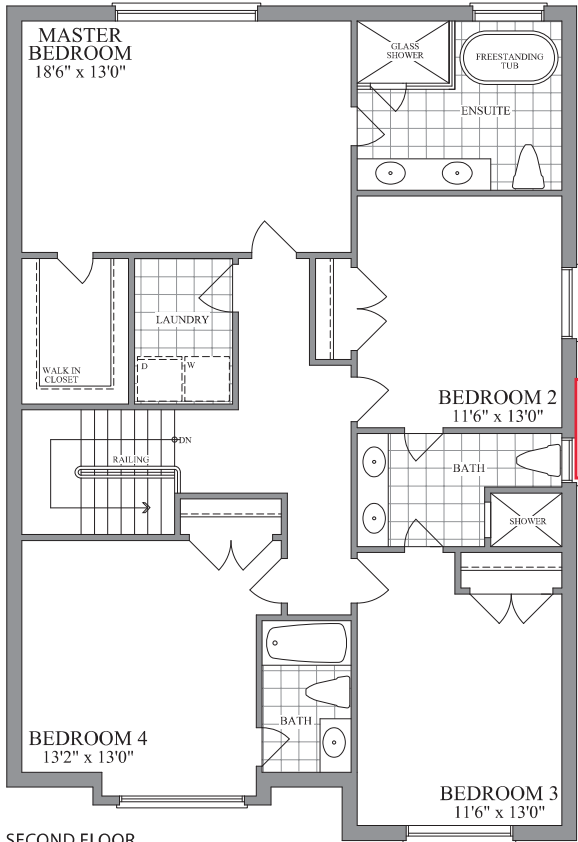 MASTER
BEDROOM
18'6" x 13'0"
GLASS
SHOWER
FREESTANDING
TUB
ENSUITE
LAUNDRY
D
W
WALK IN
CLOSET
BEDROOM 2
11'6" x 13'0"
DN
RAILING
BATH
SHOWER
BATH
BEDROOM 4
13'2" x 13'0"
BEDROOM 3
11'6" x 13'0"
SECOND FLOOR